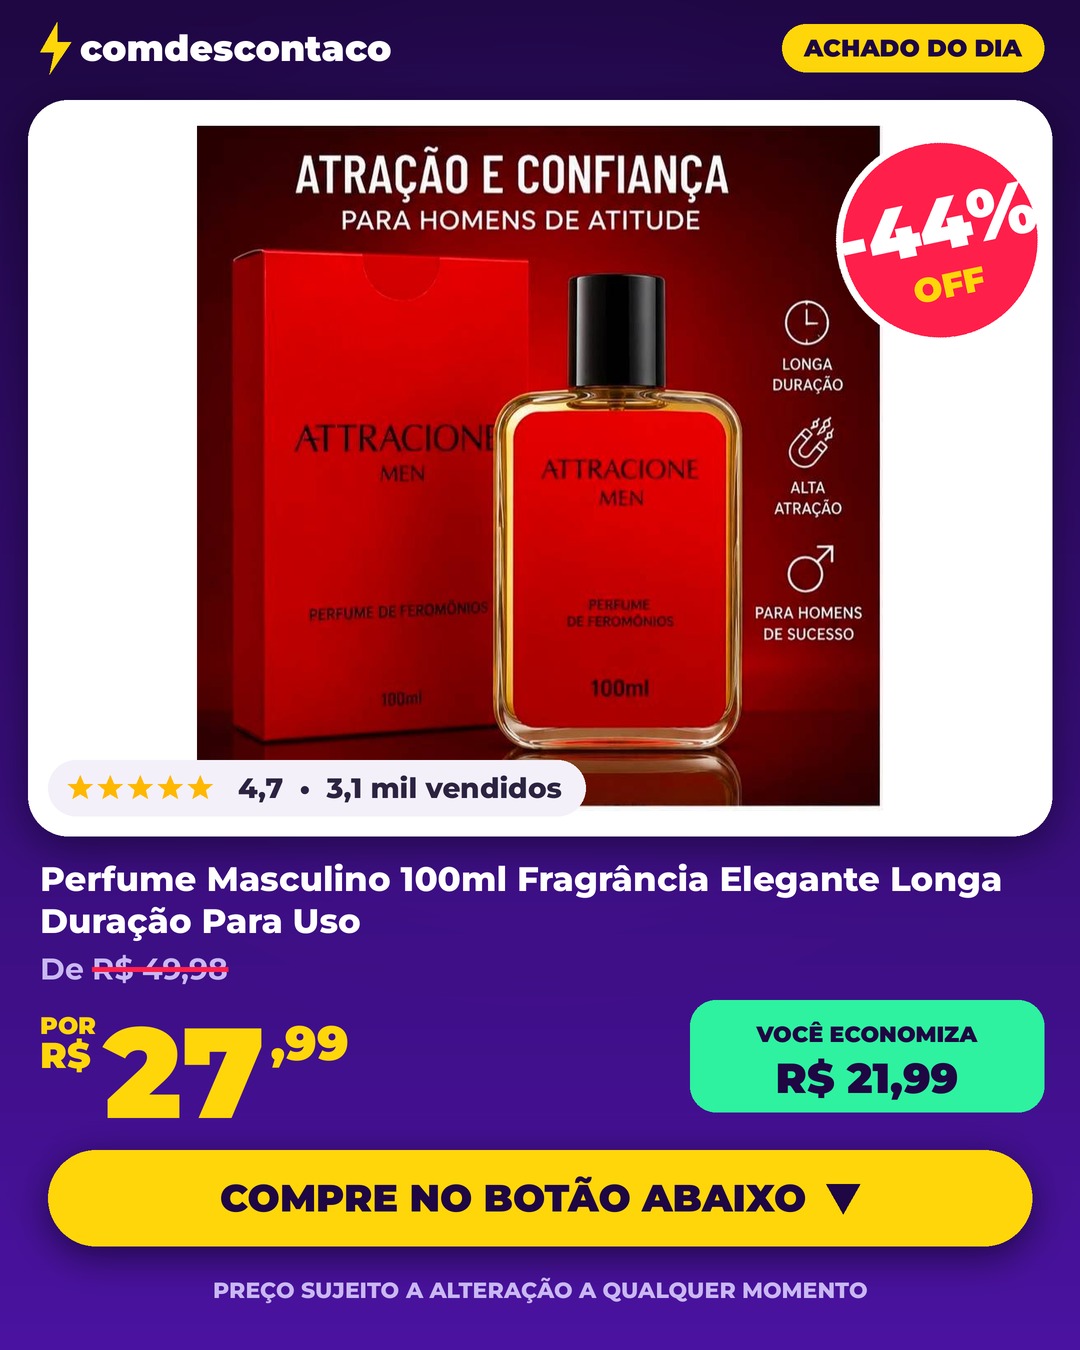 comdescontaco
ACHADO DO DIA
ATRAÇÃO E CONFIANÇA
PARA HOMENS DE ATITUDE
-44%
OFF
LONGA
DURAÇÃO
ALTA
ATRAÇÃO
PARA HOMENS
DE SUCESSO
ATTRACIONE
MEN
PERFUME DE FEROMÔNIOS
100ml
ATTRACIONE
MEN
PERFUME
DE FEROMÔNIOS
100ml
4,7 • 3,1 mil vendidos
Perfume Masculino 100ml Fragrância Elegante Longa
Duração Para Uso
De R$ 49,98
POR
R$ 27,99
VOCÊ ECONOMIZA
R$ 21,99
COMPRE NO BOTÃO ABAIXO ▼
PREÇO SUJEITO A ALTERAÇÃO A QUALQUER MOMENTO